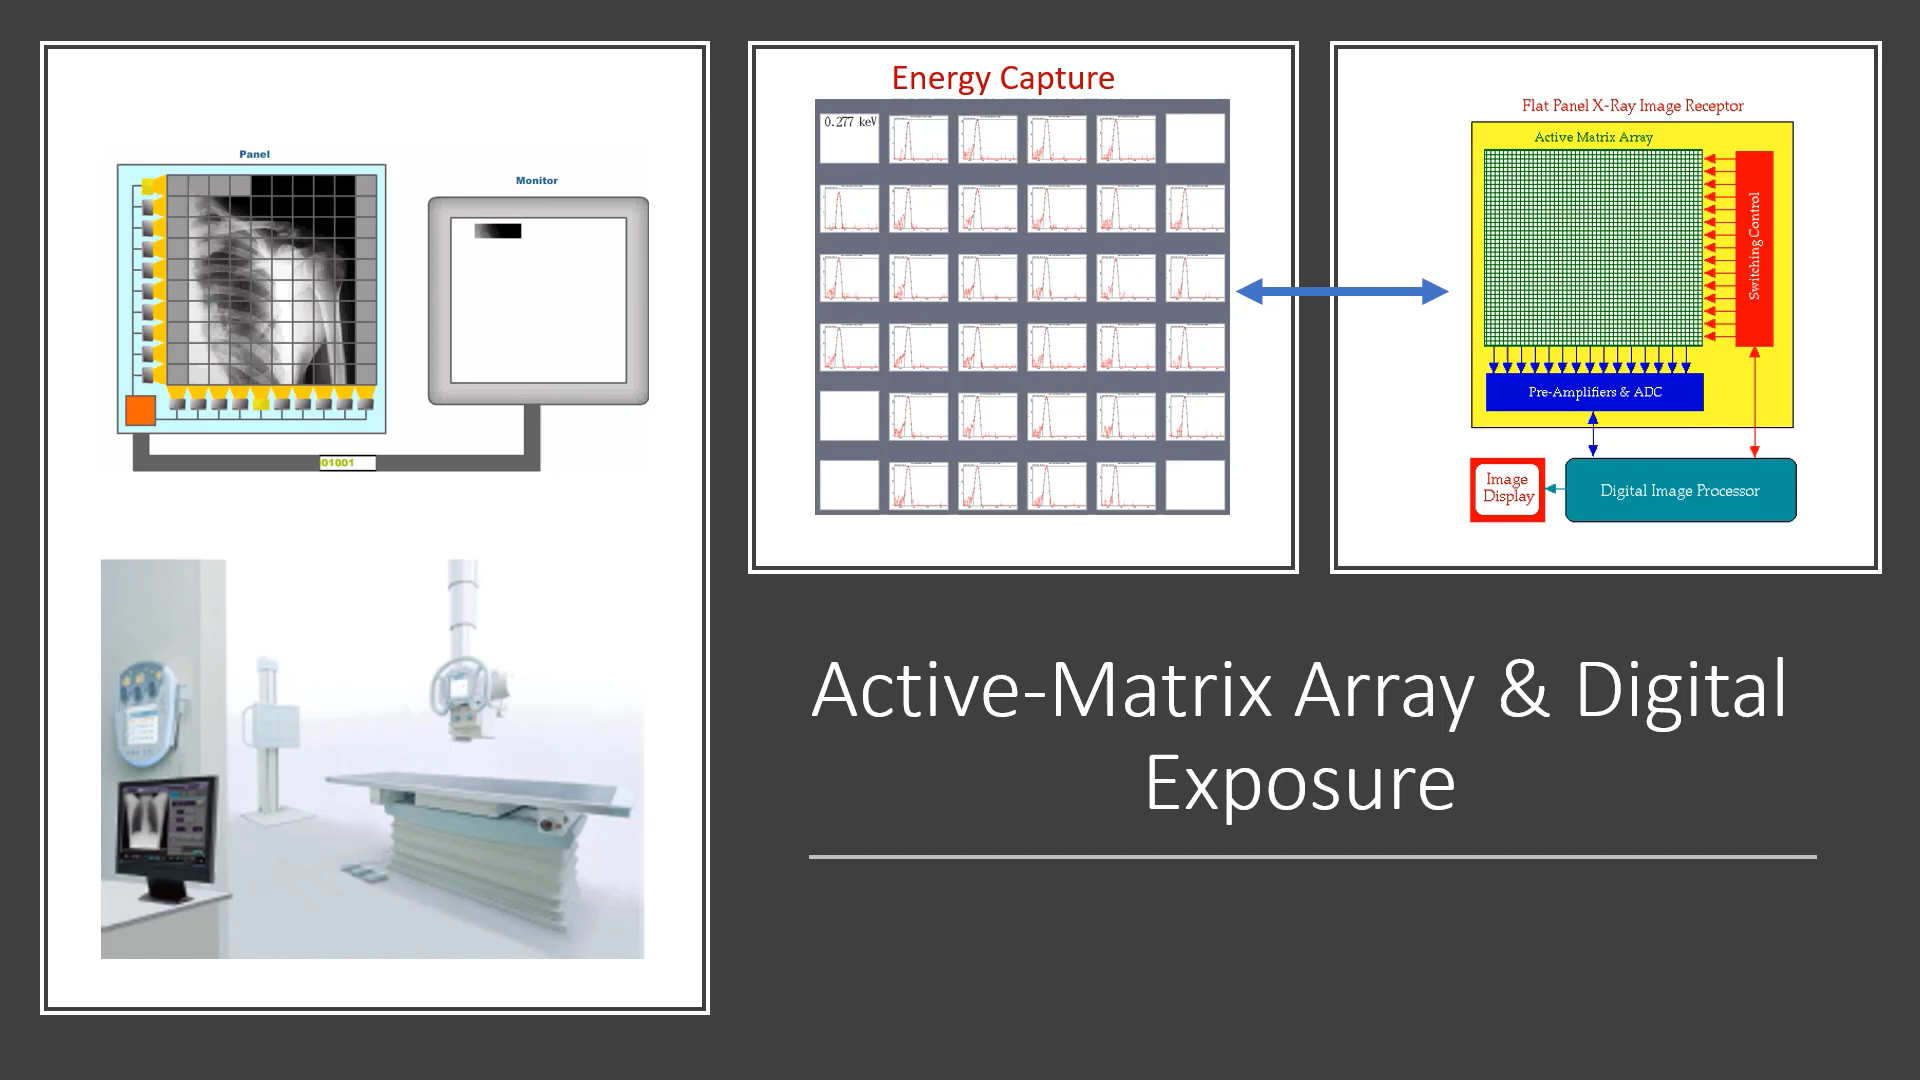 Panel
Monitor
01001
Energy Capture
0.277 keV
Flat Panel X-Ray Image Receptor
Active Matrix Array
Switching Control
Pre-Amplifiers & ADC
Image
Display
Digital Image Processor
Active-Matrix Array & Digital
Exposure